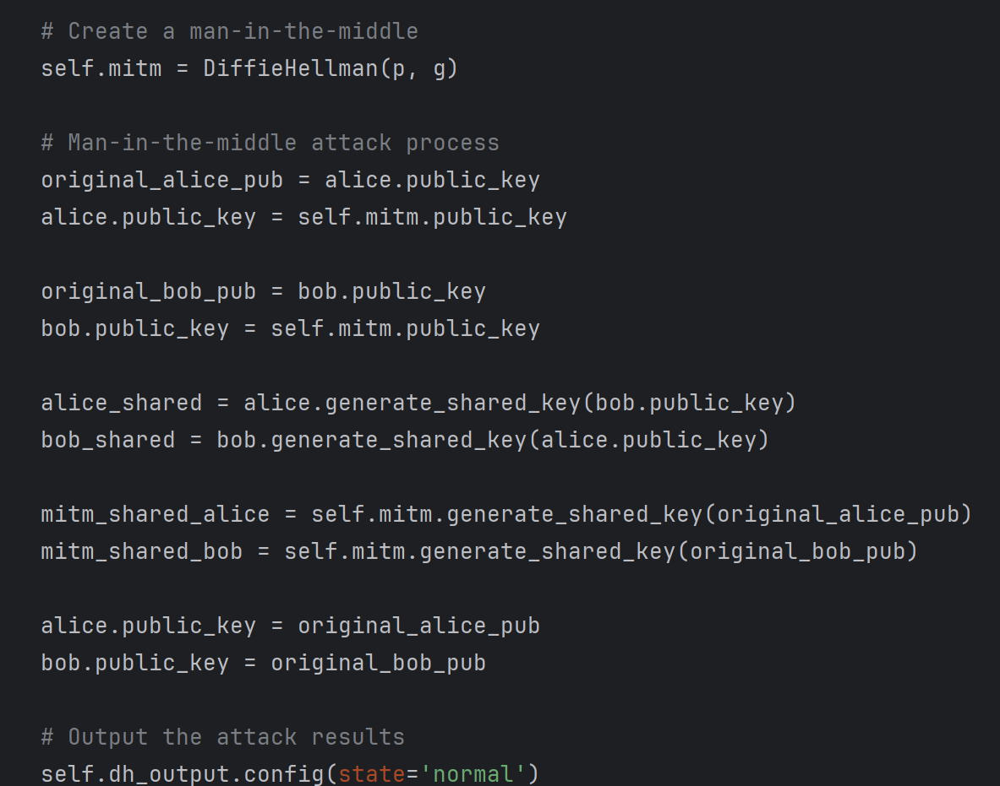 # Create a man-in-the-middle
self.mitm = DiffieHellman(p, g)
# Man-in-the-middle attack process
original_alice_pub = alice.public_key
alice.public_key = self.mitm.public_key
original_bob_pub = bob.public_key
bob.public_key = self.mitm.public_key
alice_shared = alice.generate_shared_key(bob.public_key)
bob_shared = bob.generate_shared_key(alice.public_key)
mitm_shared_alice = self.mitm.generate_shared_key(original_alice_pub)
mitm_shared_bob = self.mitm.generate_shared_key(original_bob_pub)
alice.public_key = original_alice_pub
bob.public_key = original_bob_pub
# Output the attack results
self.dh_output.config(state='normal')